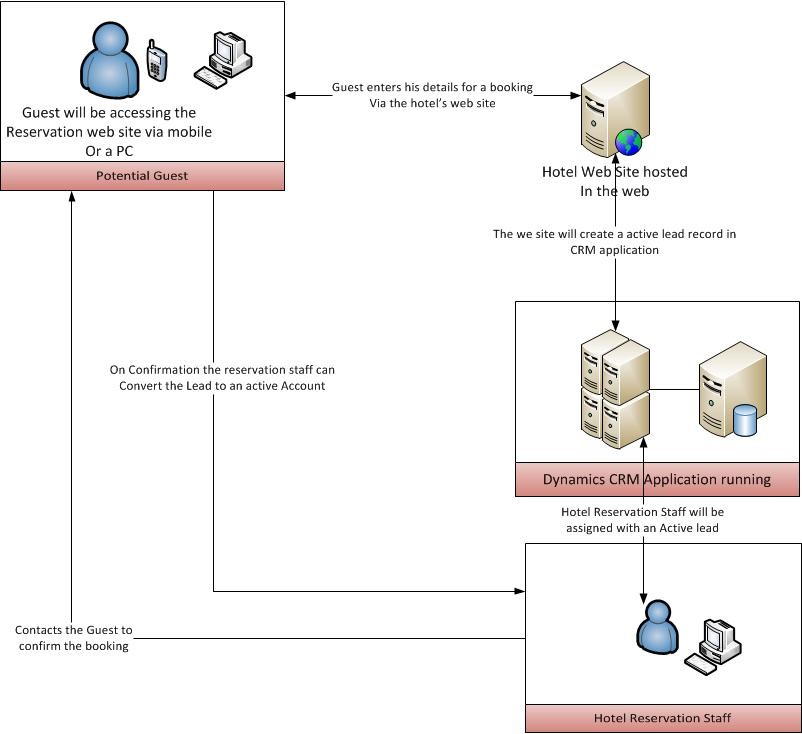 Guest will be accessing the
Reservation web site via mobile
Or a PC
Potential Guest
Guest enters his details for a booking
Via the hotel's web site
Hotel Web Site hosted
In the web
The we site will create a active lead record in
CRM application
On Confirmation the reservation staff can
Convert the Lead to an active Account
Dynamics CRM Application running
Hotel Reservation Staff will be
assigned with an Active lead
Contacts the Guest to
confirm the booking
Hotel Reservation Staff